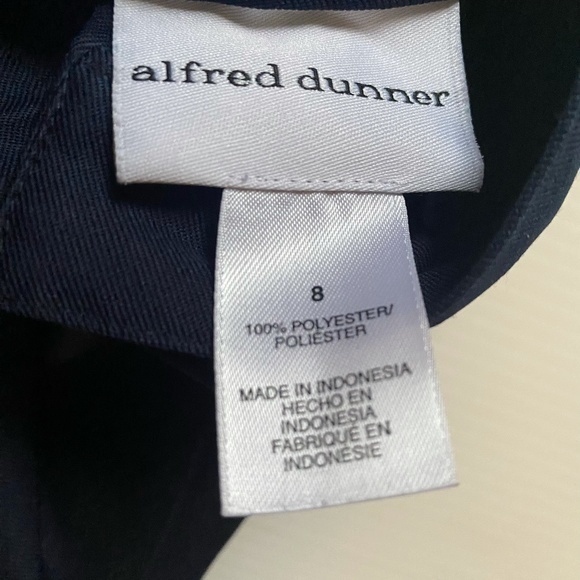 alfred dunner
8
100% POLYESTER/
POLIÉSTER
MADE IN INDONESIA
HECHO EN
INDONESIA
FABRIQUÉ EN
INDONÉSIE